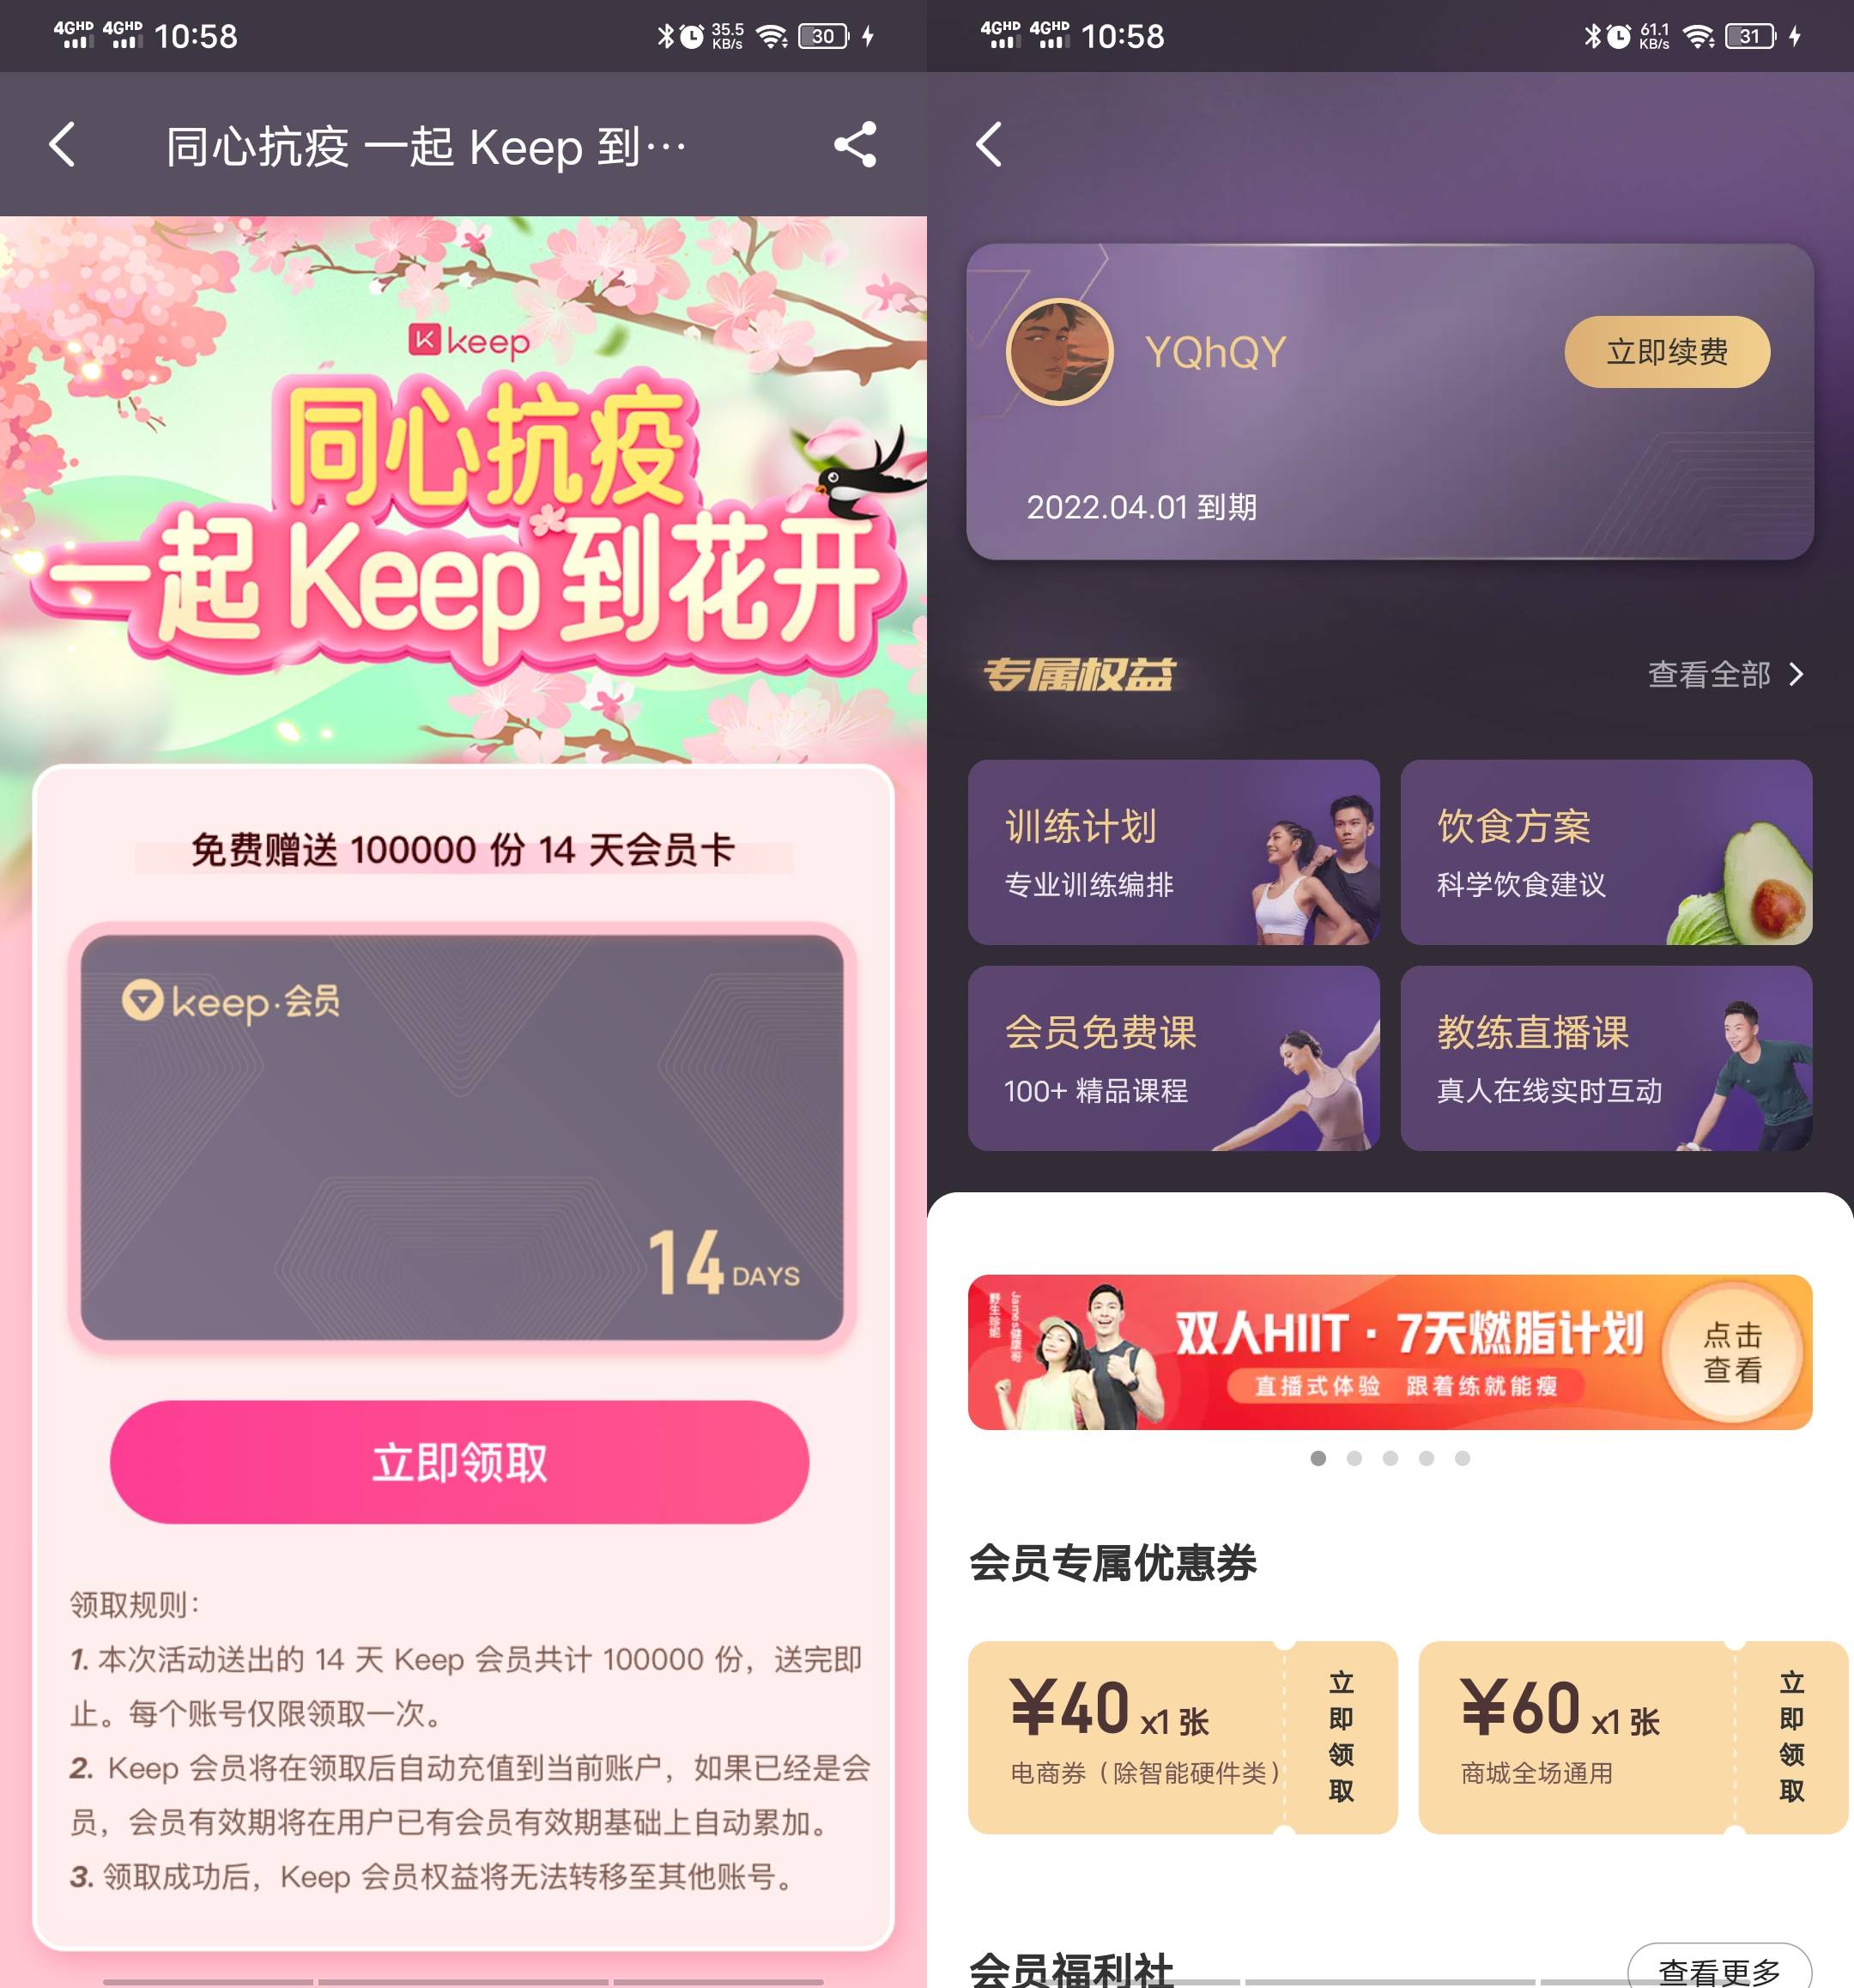 4GHD 4GHD 10:58
35.5 KB/s 30
同心抗疫 一起 Keep 到…
keep
同心抗疫
一起 Keep 到花开
免费赠送 100000 份 14 天会员卡
keep·会员
14 DAYS
立即领取
领取规则：
1. 本次活动送出的 14 天 Keep 会员共计 100000 份，送完即
止。每个账号仅限领取一次。
2. Keep 会员将在领取后自动充值到当前账户，如果已经是会
员，会员有效期将在用户已有会员有效期基础上自动累加。
3. 领取成功后，Keep 会员权益将无法转移至其他账号。
4GHD 4GHD 10:58
61.1 KB/s 31
YQhQY
立即续费
2022.04.01 到期
专属权益
查看全部
训练计划
专业训练编排
饮食方案
科学饮食建议
会员免费课
100+ 精品课程
教练直播课
真人在线实时互动
野生珍妮
James健康哥
双人HIIT · 7天燃脂计划
直播式体验 跟着练就能瘦
点击
查看
会员专属优惠券
¥40 x1 张
电商券（除智能硬件类）
立即领取
¥60 x1 张
商城全场通用
立即领取
会员福利社
查看更多